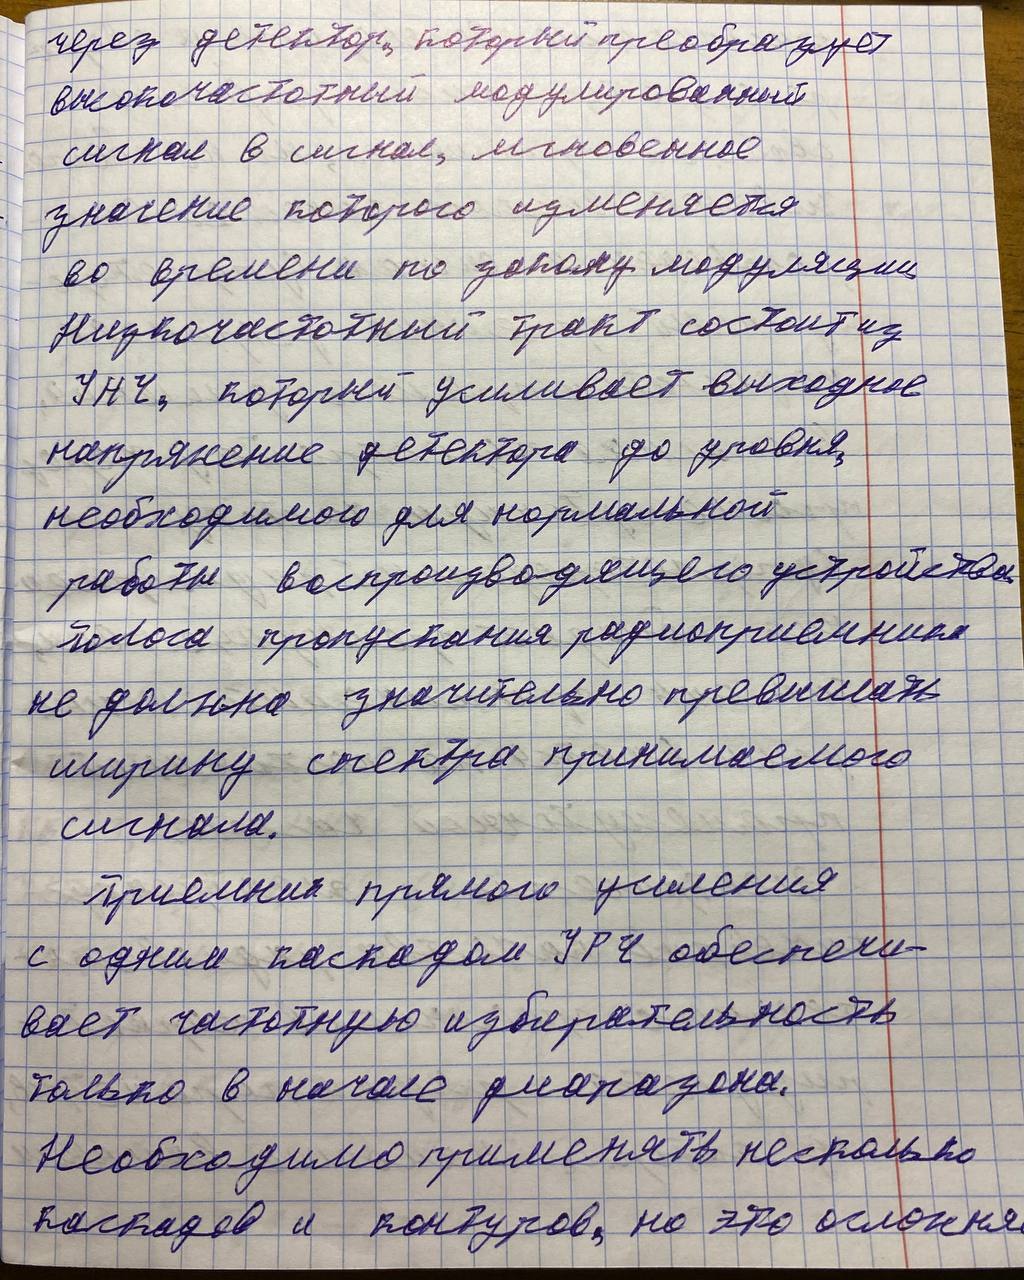 через детектор, который преобразует
высокочастотный модулированный
сигнал в сигнал, мгновенное
значение которого изменяется
во времени по закону модуляции
Низкочастотный тракт состоит из
УНЧ, который усиливает выходное
напряжение детектора до уровня,
необходимого для нормальной
работы воспроизводящего устройства
полоса пропускания радиоприемника
не должна значительно превышать
ширину спектра принимаемого
сигнала.
Приемник прямого усиления
с одним каскадом УРЧ обеспечи-
вает частотную избирательность
только в начале диапазона.
Необходимо применять несколько
каскадов и контуров, но это осложня